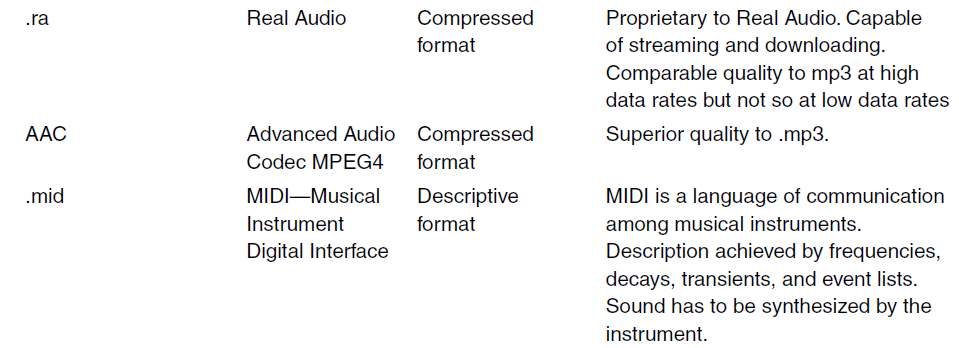 .ra Real Audio Compressed Proprietary to Real Audio. Capable
format of streaming and downloading.
Comparable quality to mp3 at high
data rates but not so at low data rates
AAC Advanced Audio Compressed Superior quality to .mp3.
Codec MPEG4 format
.mid MIDI—Musical Descriptive MIDI is a language of communication
Instrument format among musical instruments.
Digital Interface Description achieved by frequencies,
decays, transients, and event lists.
Sound has to be synthesized by the
instrument.